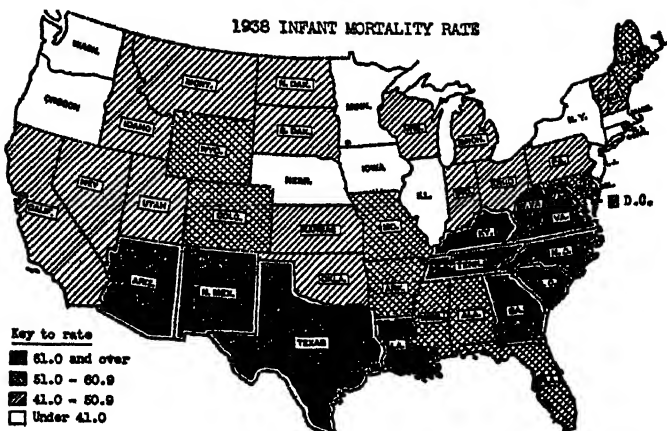 1938 INFANT MORTALITY RATE
WASH.
OREGON
MONT.
N. DAK.
MINN.
IDAHO
S. DAK.
WIS.
MICH.
N. Y.
WYO.
IOWA
NEBR.
NEV
UTAH
COLO.
ILL.
IND.
OHIO
PA.
CALIF.
KANSAS
MO.
KY.
W.VA.
VA.
D.C.
ARIZ.
N. MEX.
OKLA.
ARK.
TENN.
N. C.
S. C.
TEXAS
LA.
ALA.
GA.
Key to rate
61.0 and over
51.0 - 60.9
41.0 - 50.9
Under 41.0